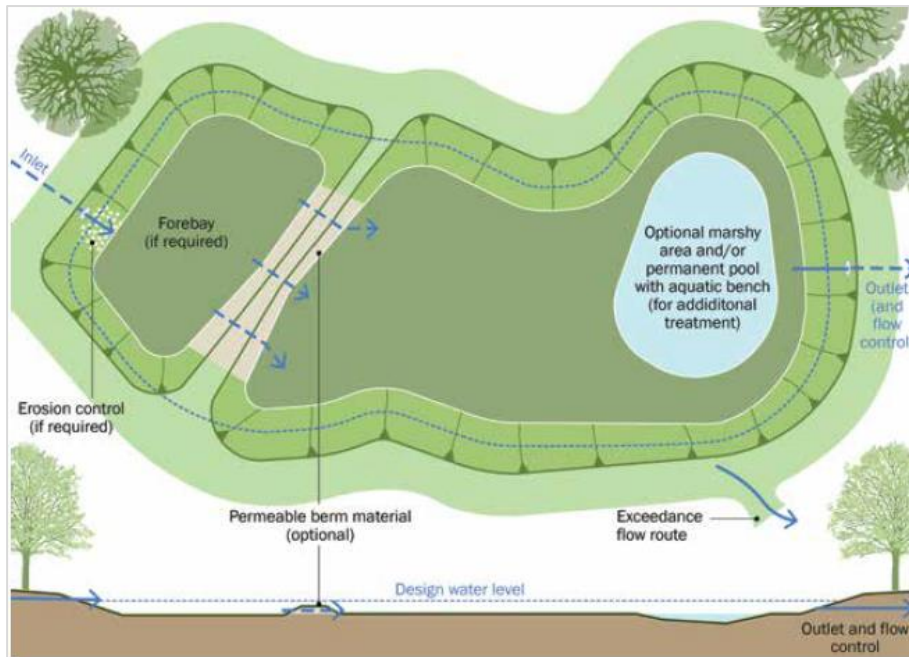 Inlet
Forebay
(if required)
Optional marshy
area and/or
permanent pool
with aquatic bench
(for addiditonal
treatment)
Outlet
(and
flow
control)
Erosion control
(if required)
Permeable berm material
(optional)
Exceedance
flow route
Design water level
Outlet and flow
control